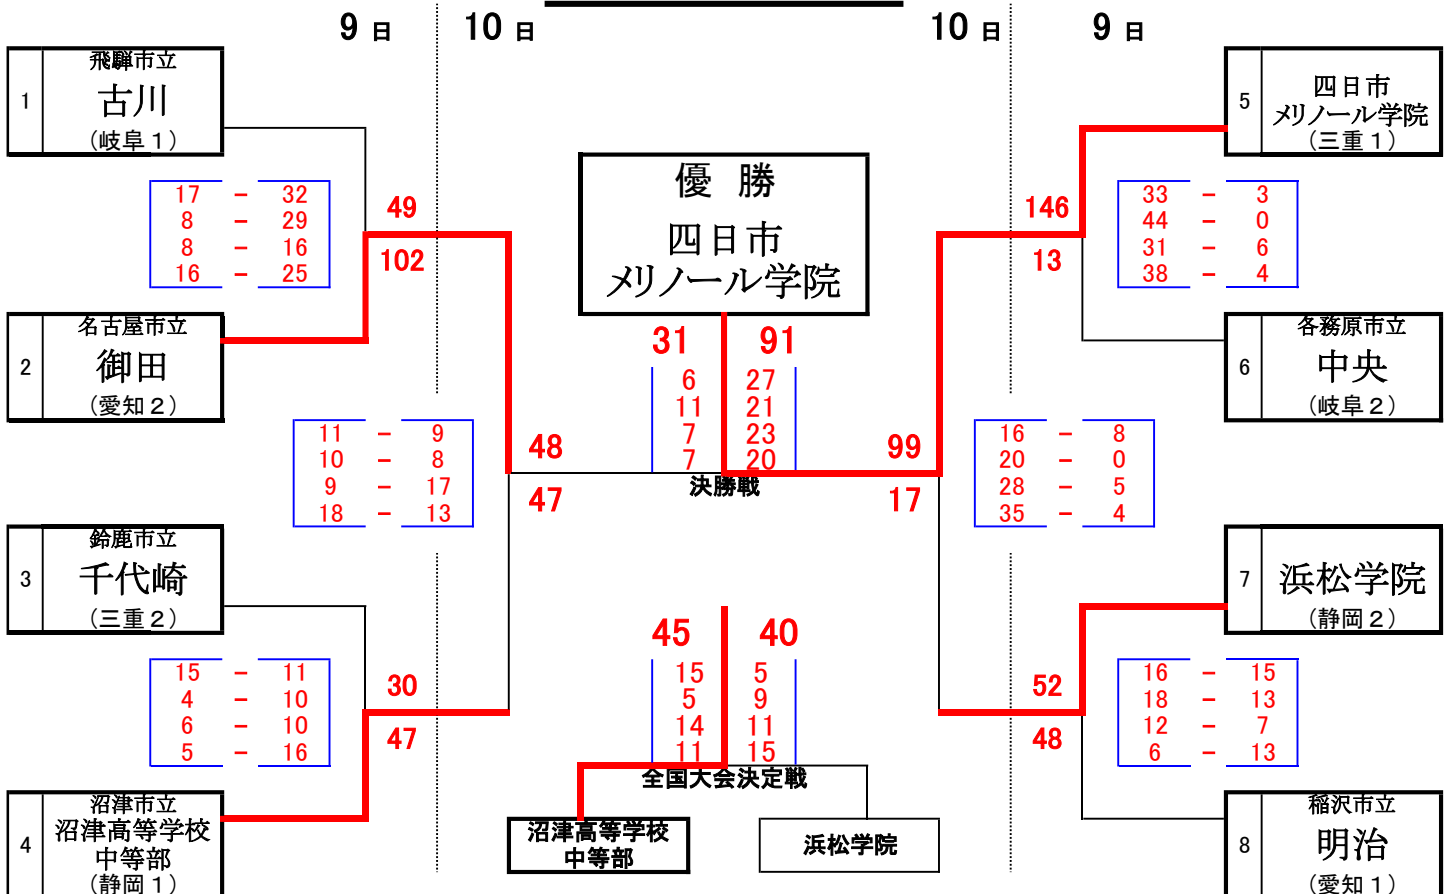 9 日
10 日
10 日
9 日
1
飛騨市立
古川
(岐阜1)
17 - 32
8 - 29
8 - 16
16 - 25
49
102
2
名古屋市立
御田
(愛知2)
11 - 9
10 - 8
9 - 17
18 - 13
48
47
3
鈴鹿市立
千代崎
(三重2)
15 - 11
4 - 10
6 - 10
5 - 16
30
47
4
沼津市立
沼津高等学校
中等部
(静岡1)
優 勝
四日市
メリノール学院
31 91
6 27
11 21
7 23
7 20
決勝戦
45 40
15 5
5 9
14 11
11 15
全国大会決定戦
沼津高等学校
中等部
浜松学院
5
四日市
メリノール学院
(三重1)
146
13
33 - 3
44 - 0
31 - 6
38 - 4
6
各務原市立
中央
(岐阜2)
99
17
16 - 8
20 - 0
28 - 5
35 - 4
7
浜松学院
(静岡2)
52
48
16 - 15
18 - 13
12 - 7
6 - 13
8
稲沢市立
明治
(愛知1)